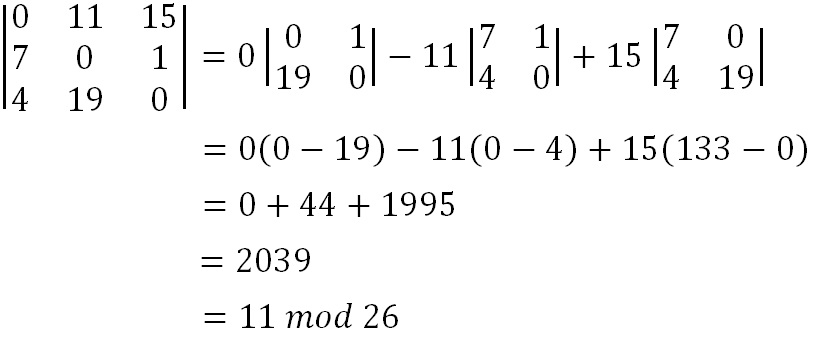 |0 11 15|
|7 0 1| = 0 |0 1| − 11 |7 1| + 15 |7 0|
|4 19 0| |19 0| |4 0| |4 19|
= 0(0 − 19) − 11(0 − 4) + 15(133 − 0)
= 0 + 44 + 1995
= 2039
= 11 mod 26